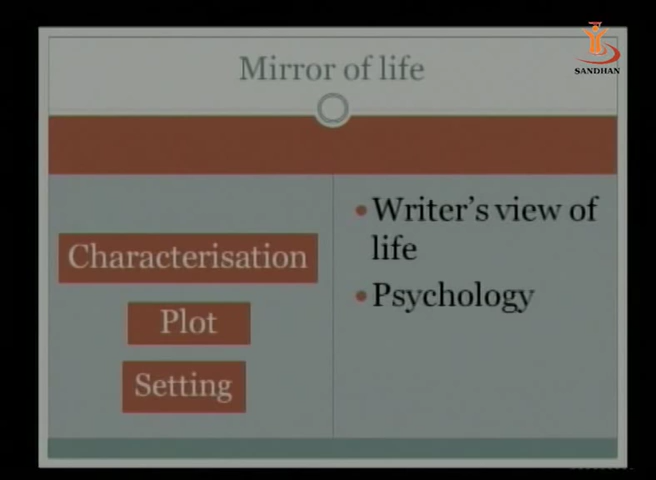 Mirror of life
SANDHAN
Characterisation
Plot
Setting
• Writer's view of
life
• Psychology